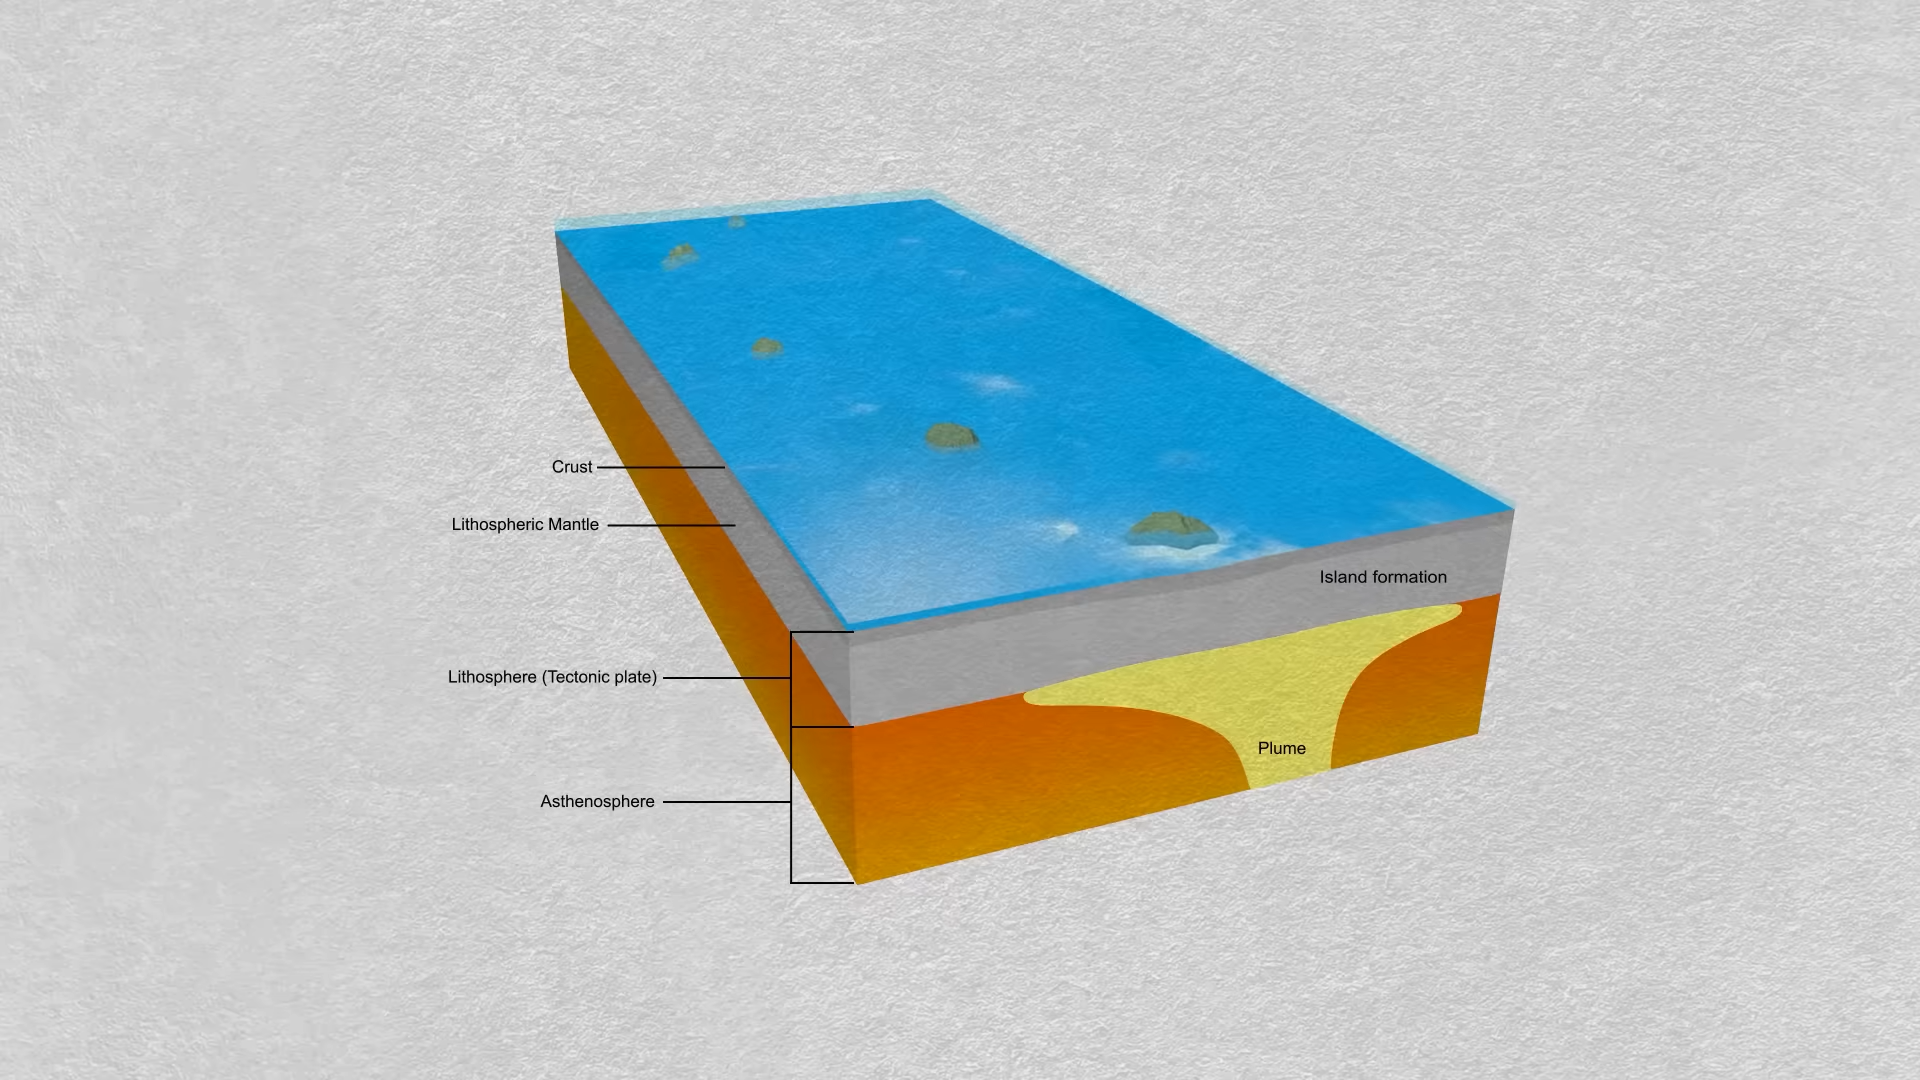 Crust
Lithospheric Mantle
Island formation
Lithosphere (Tectonic plate)
Plume
Asthenosphere